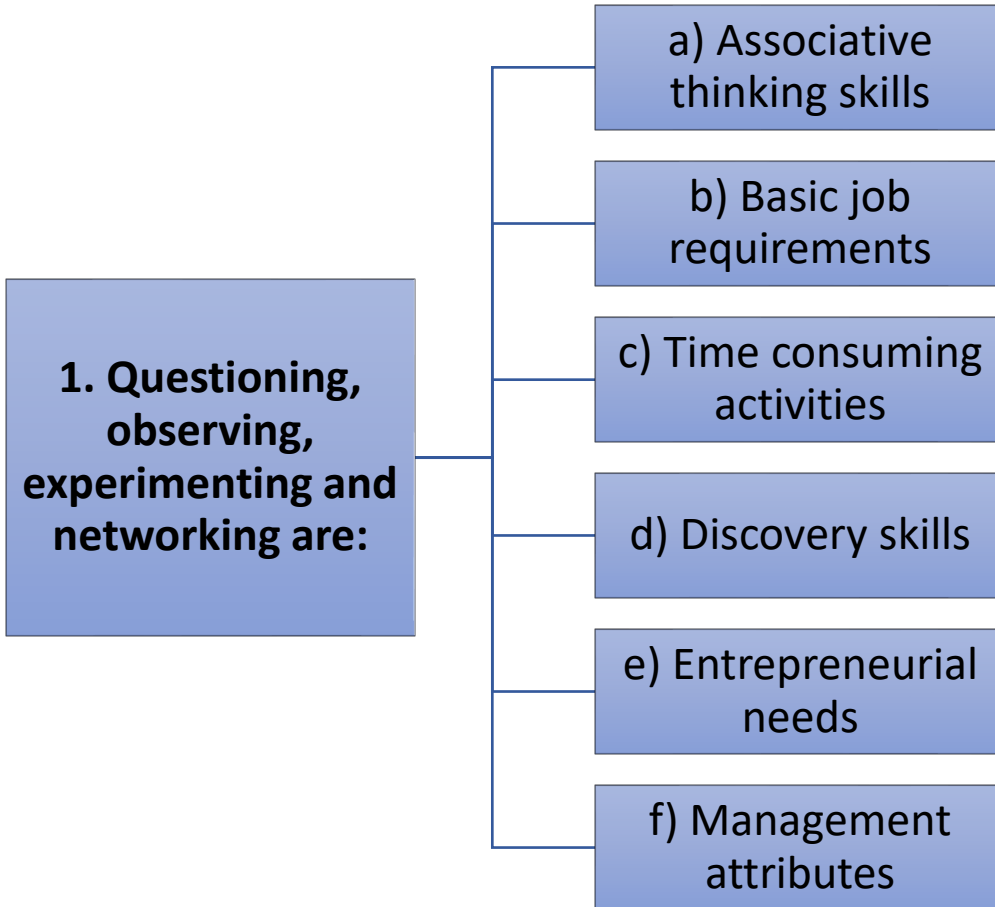 1. Questioning,
observing,
experimenting and
networking are:
a) Associative
thinking skills
b) Basic job
requirements
c) Time consuming
activities
d) Discovery skills
e) Entrepreneurial
needs
f) Management
attributes